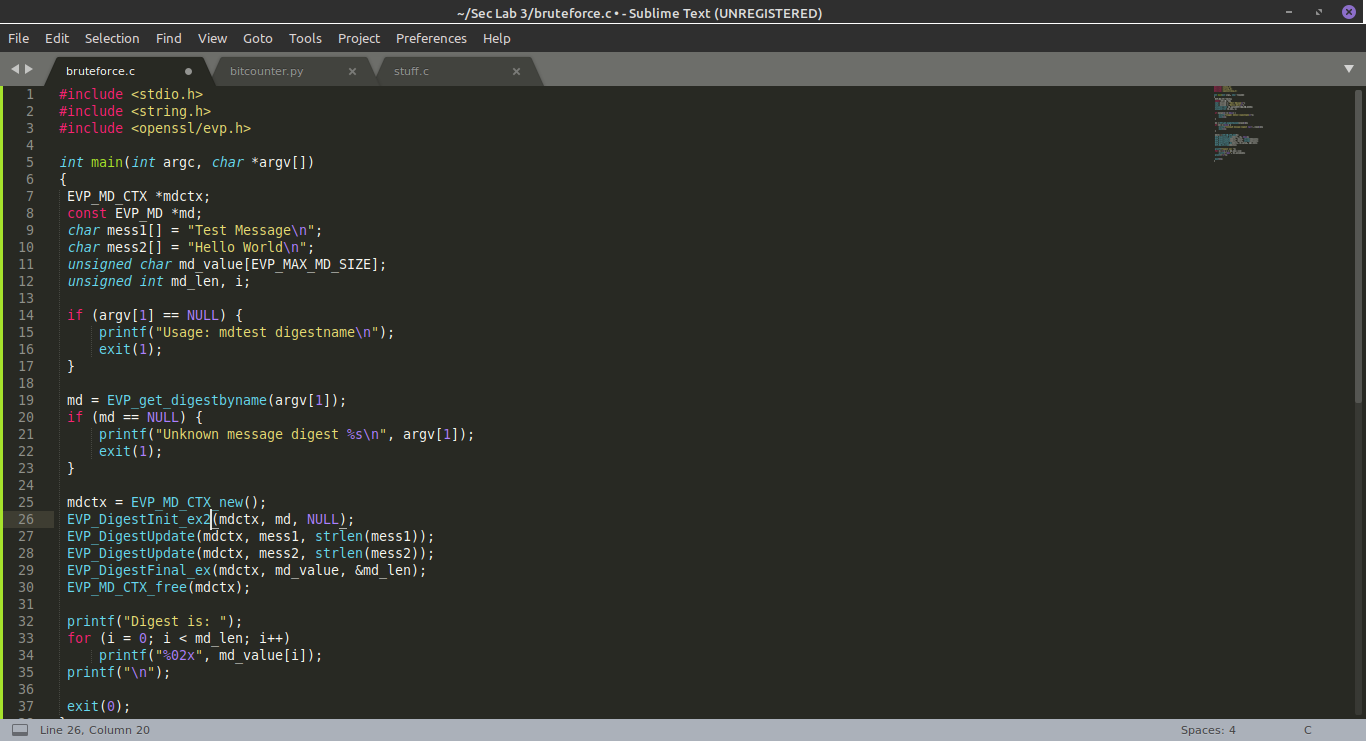 ~/Sec Lab 3/bruteforce.c • - Sublime Text (UNREGISTERED)
File Edit Selection Find View Goto Tools Project Preferences Help
bruteforce.c bitcounter.py stuff.c
1 #include <stdio.h>
2 #include <string.h>
3 #include <openssl/evp.h>
4
5 int main(int argc, char *argv[])
6 {
7 EVP_MD_CTX *mdctx;
8 const EVP_MD *md;
9 char mess1[] = "Test Message\n";
10 char mess2[] = "Hello World\n";
11 unsigned char md_value[EVP_MAX_MD_SIZE];
12 unsigned int md_len, i;
13
14 if (argv[1] == NULL) {
15 printf("Usage: mdtest digestname\n");
16 exit(1);
17 }
18
19 md = EVP_get_digestbyname(argv[1]);
20 if (md == NULL) {
21 printf("Unknown message digest %s\n", argv[1]);
22 exit(1);
23 }
24
25 mdctx = EVP_MD_CTX_new();
26 EVP_DigestInit_ex2(mdctx, md, NULL);
27 EVP_DigestUpdate(mdctx, mess1, strlen(mess1));
28 EVP_DigestUpdate(mdctx, mess2, strlen(mess2));
29 EVP_DigestFinal_ex(mdctx, md_value, &md_len);
30 EVP_MD_CTX_free(mdctx);
31
32 printf("Digest is: ");
33 for (i = 0; i < md_len; i++)
34 printf("%02x", md_value[i]);
35 printf("\n");
36
37 exit(0);
Line 26, Column 20 Spaces: 4 C